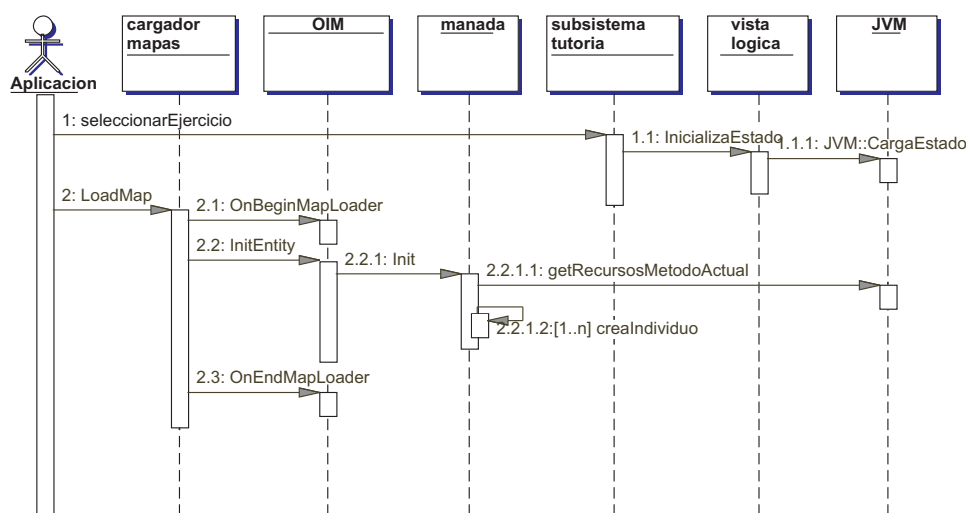 cargador
mapas
OIM
manada
subsistema
tutoria
vista
logica
JVM
Aplicacion
1: seleccionarEjercicio
1.1: InicializaEstado
1.1.1: JVM::CargaEstado
2: LoadMap
2.1: OnBeginMapLoader
2.2: InitEntity
2.2.1: Init
2.2.1.1: getRecursosMetodoActual
2.2.1.2:[1..n] creaIndividuo
2.3: OnEndMapLoader